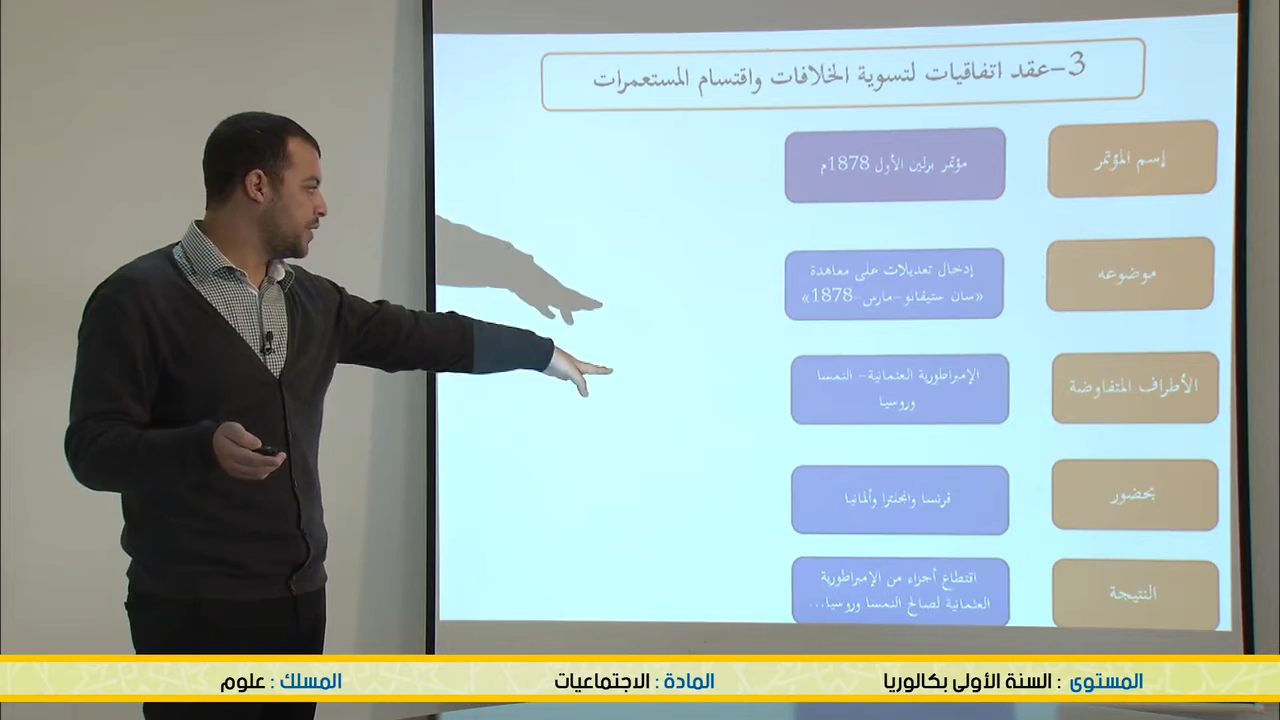 3-عقد اتفاقيات لتسوية الخلافات واقتسام المستعمرات
إسم المؤتمر
مؤتمر برلين الأول 1878م
موضوعه
إدخال تعديلات على معاهدة
«سان ستيفانو -مارس-1878»
الأطراف المتفاوضة
الإمبراطورية العثمانية- النمسا
وروسيا
بحضور
فرنسا وانجلترا وألمانيا
النتيجة
اقتطاع أجزاء من الإمبراطورية
العثمانية لصالح النمسا وروسيا...
المستوى : السنة الأولى بكالوريا
المادة : الاجتماعيات
المسلك : علوم